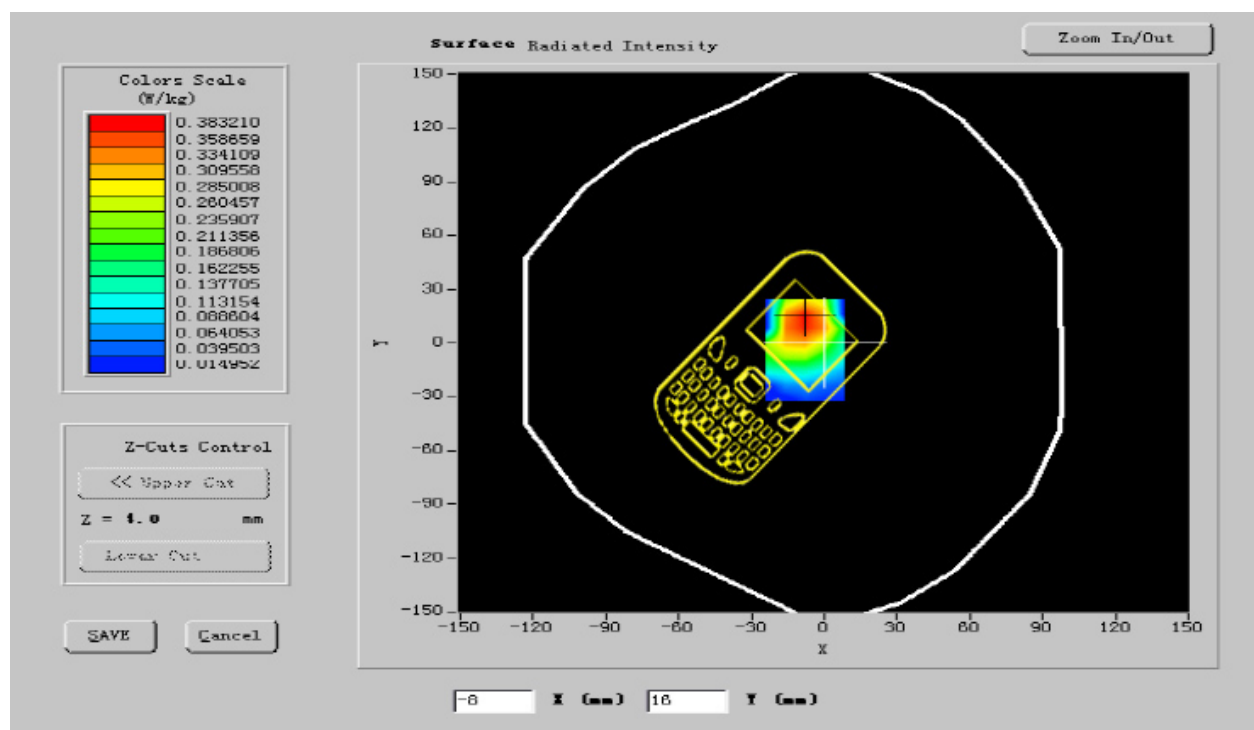 Surface Radiated Intensity
Zoom In/Out
Colors Scale
(W/kg)
0.383210
0.358659
0.334109
0.309558
0.285008
0.260457
0.235907
0.211356
0.186806
0.162255
0.137705
0.113154
0.088604
0.064053
0.039503
0.014952
Z-Cuts Control
<< Upper Cut
Z = 4.0 mm
Lower Cut
SAVE
Cancel
150
120
90
60
30
0
-30
-60
-90
-120
-150
Y
-150 -120 -90 -60 -30 0 30 60 90 120 150
X
-8 X (mm) 16 Y (mm)